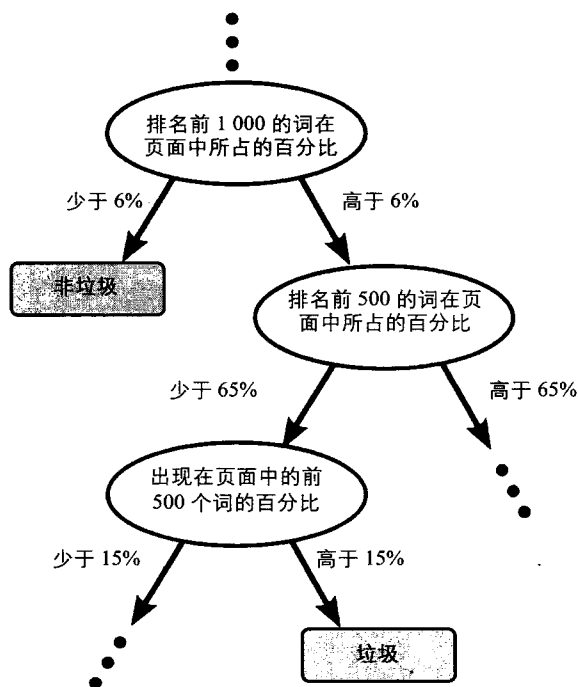 排名前 1 000 的词在
页面中所占的百分比
少于 6%
高于 6%
非垃圾
排名前 500 的词在页
面中所占的百分比
少于 65%
高于 65%
出现在页面中的前
500 个词的百分比
少于 15%
高于 15%
垃圾